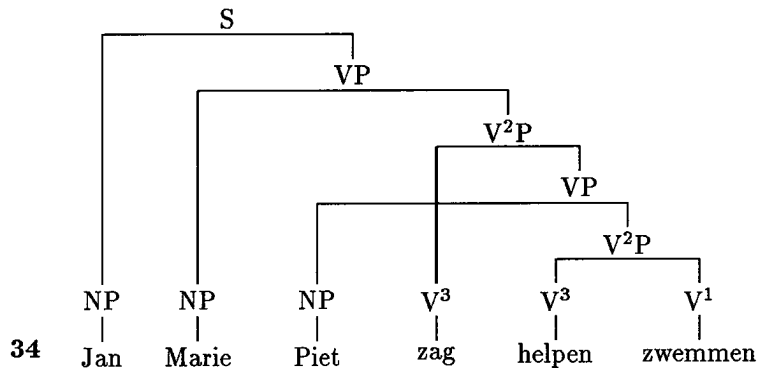 S
VP
V²P
VP
V²P
NP NP NP V³ V³ V¹
34 Jan Marie Piet zag helpen zwemmen